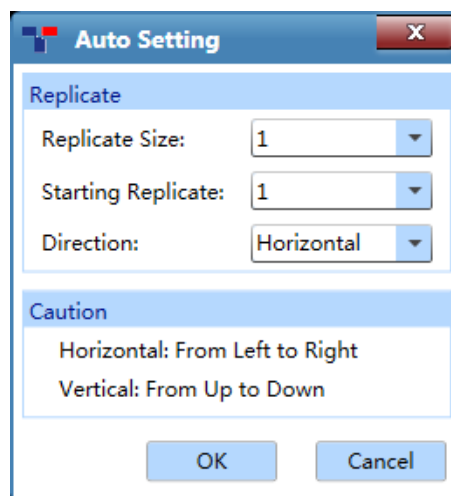 Auto Setting
X
Replicate
Replicate Size: 1
Starting Replicate: 1
Direction: Horizontal
Caution
Horizontal: From Left to Right
Vertical: From Up to Down
OK Cancel